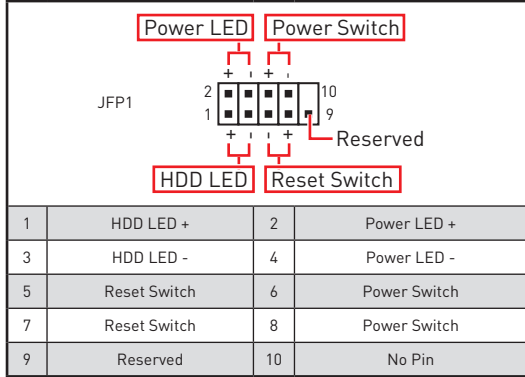 Power LED Power Switch
+ - + -
2 10
JFP1
1 9
+ - - +
Reserved
HDD LED Reset Switch
1 HDD LED + 2 Power LED +
3 HDD LED - 4 Power LED -
5 Reset Switch 6 Power Switch
7 Reset Switch 8 Power Switch
9 Reserved 10 No Pin